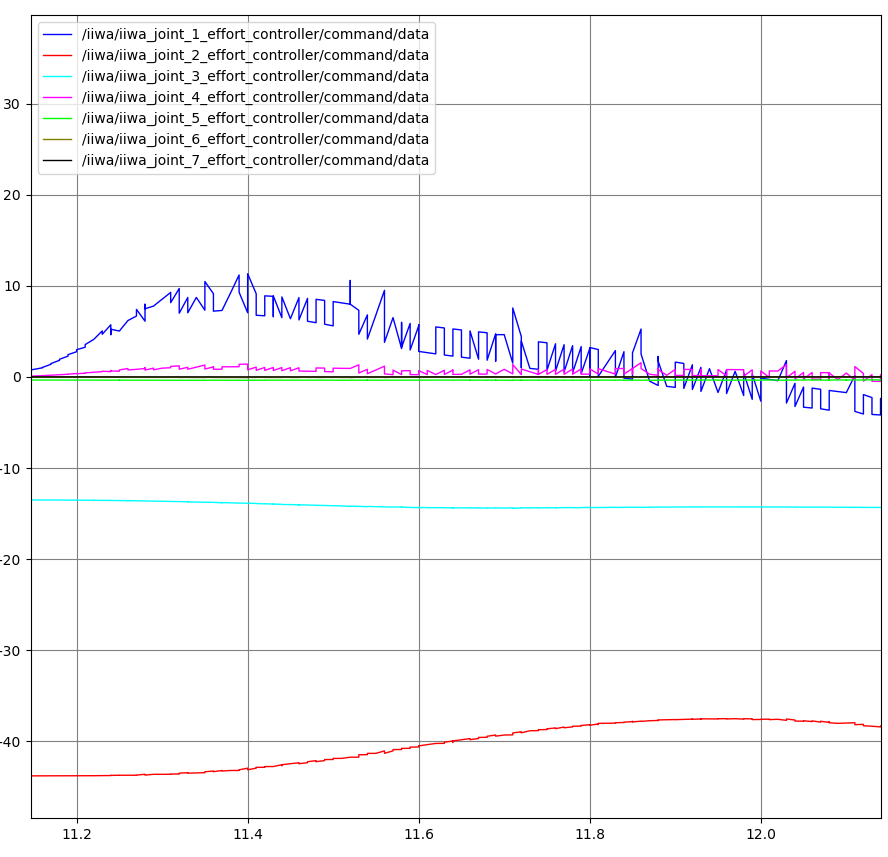 /iiwa/iiwa_joint_1_effort_controller/command/data
/iiwa/iiwa_joint_2_effort_controller/command/data
/iiwa/iiwa_joint_3_effort_controller/command/data
/iiwa/iiwa_joint_4_effort_controller/command/data
/iiwa/iiwa_joint_5_effort_controller/command/data
/iiwa/iiwa_joint_6_effort_controller/command/data
/iiwa/iiwa_joint_7_effort_controller/command/data
30
20
10
0
-10
-20
-30
-40
11.2 11.4 11.6 11.8 12.0